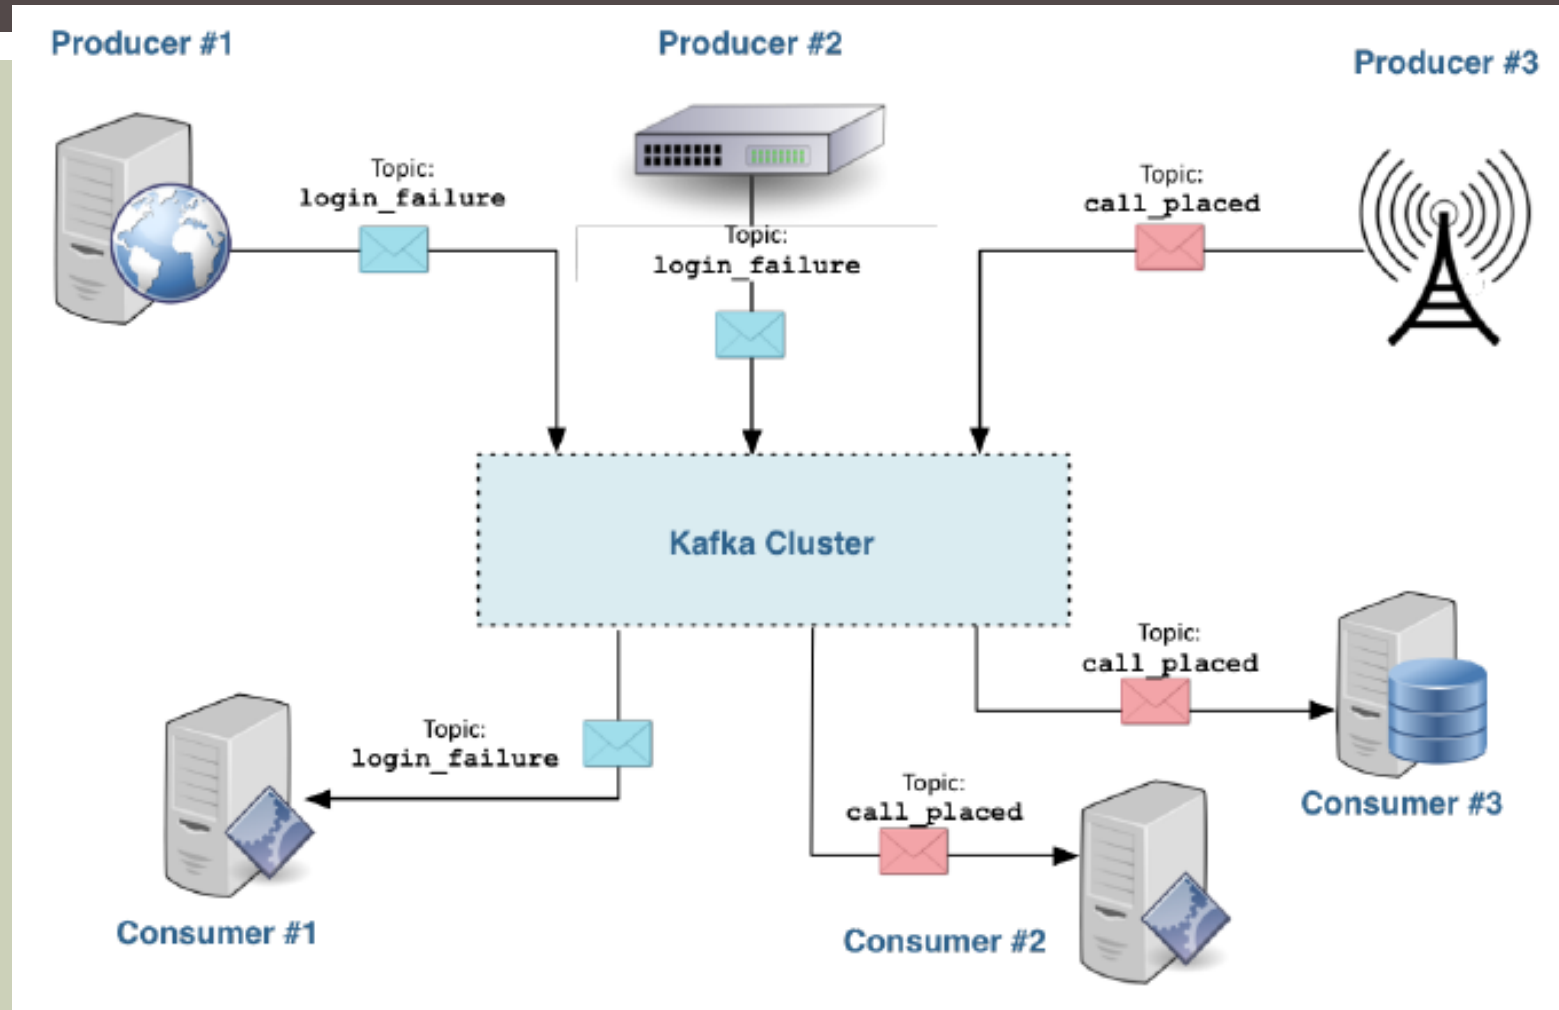 Producer #1
Producer #2
Producer #3
Topic:
login_failure
Topic:
login_failure
Topic:
call_placed
Kafka Cluster
Topic:
login_failure
Topic:
call_placed
Topic:
call_placed
Consumer #1
Consumer #2
Consumer #3